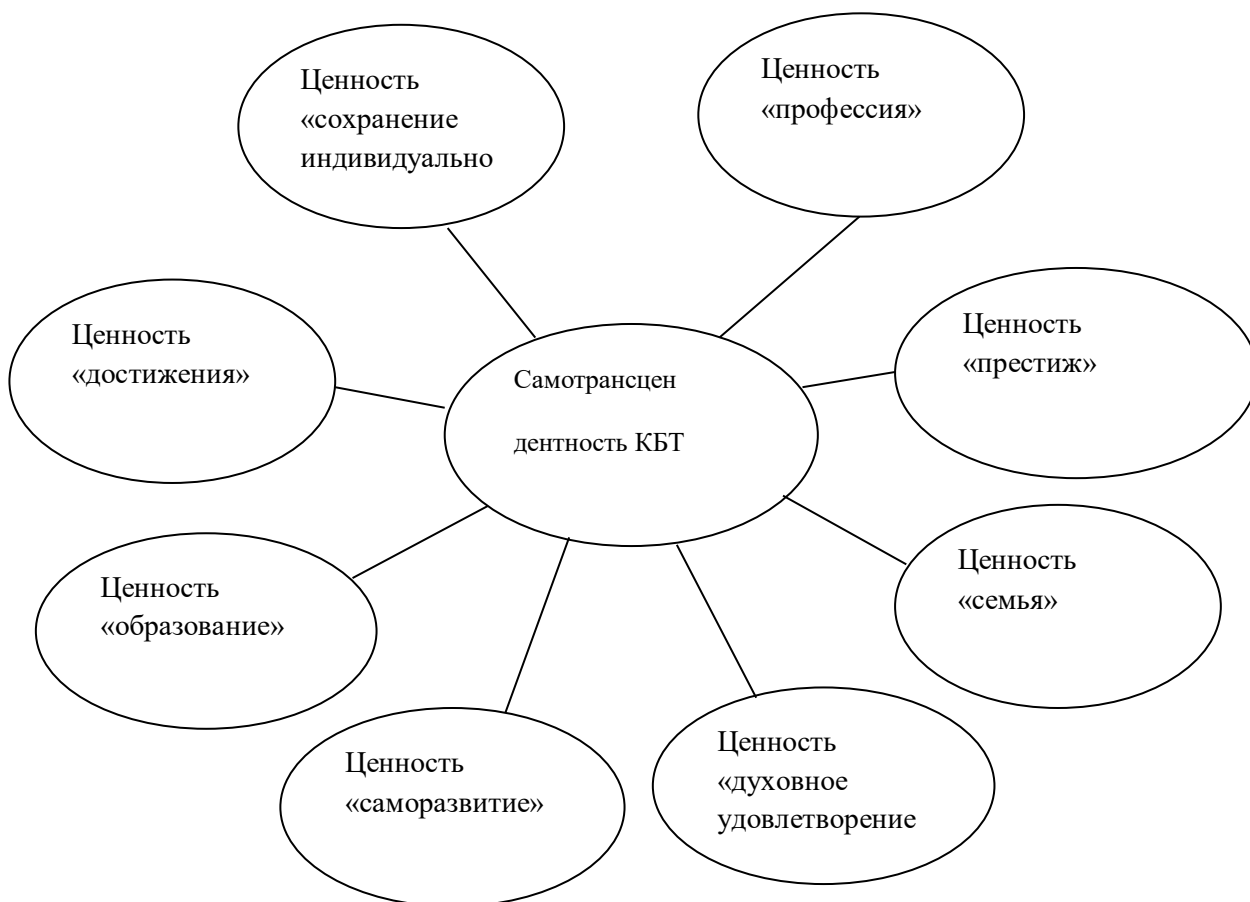 Ценность
«сохранение
индивидуально
Ценность
«профессия»
Ценность
«достижения»
Самотрансцен
дентность КБТ
Ценность
«престиж»
Ценность
«образование»
Ценность
«семья»
Ценность
«саморазвитие»
Ценность
«духовное
удовлетворение